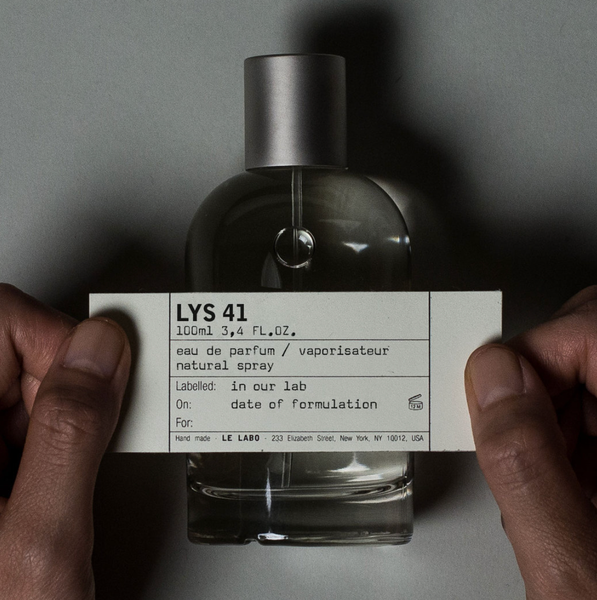 LYS 41
100ml 3,4 FL.OZ.
eau de parfum / vaporisateur
natural spray
Labelled: in our lab
On: date of formulation
For:
Hand made · LE LABO · 233 Elizabeth Street, New York, NY 10012, USA